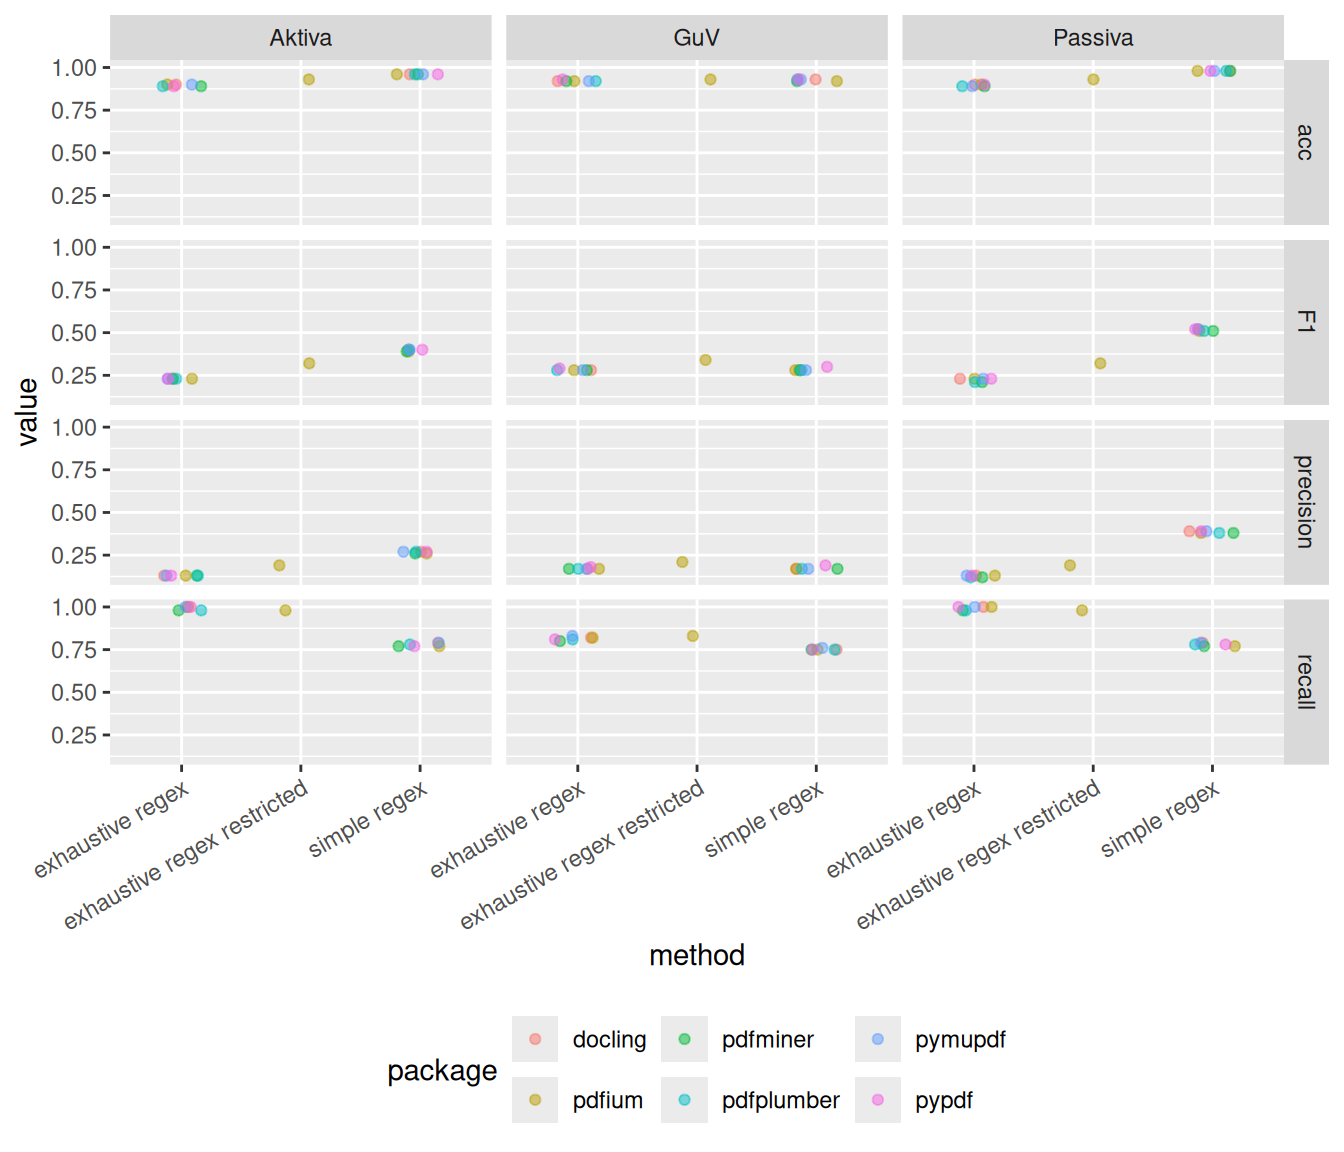 Aktiva GuV Passiva
1.00
0.75
0.50
0.25
acc
1.00
0.75
0.50
0.25
F1
1.00
0.75
0.50
0.25
precision
1.00
0.75
0.50
0.25
recall
value
exhaustive regex
exhaustive regex restricted
simple regex
exhaustive regex
exhaustive regex restricted
simple regex
exhaustive regex
exhaustive regex restricted
simple regex
method
package
docling pdfminer pymupdf
pdfium pdfplumber pypdf